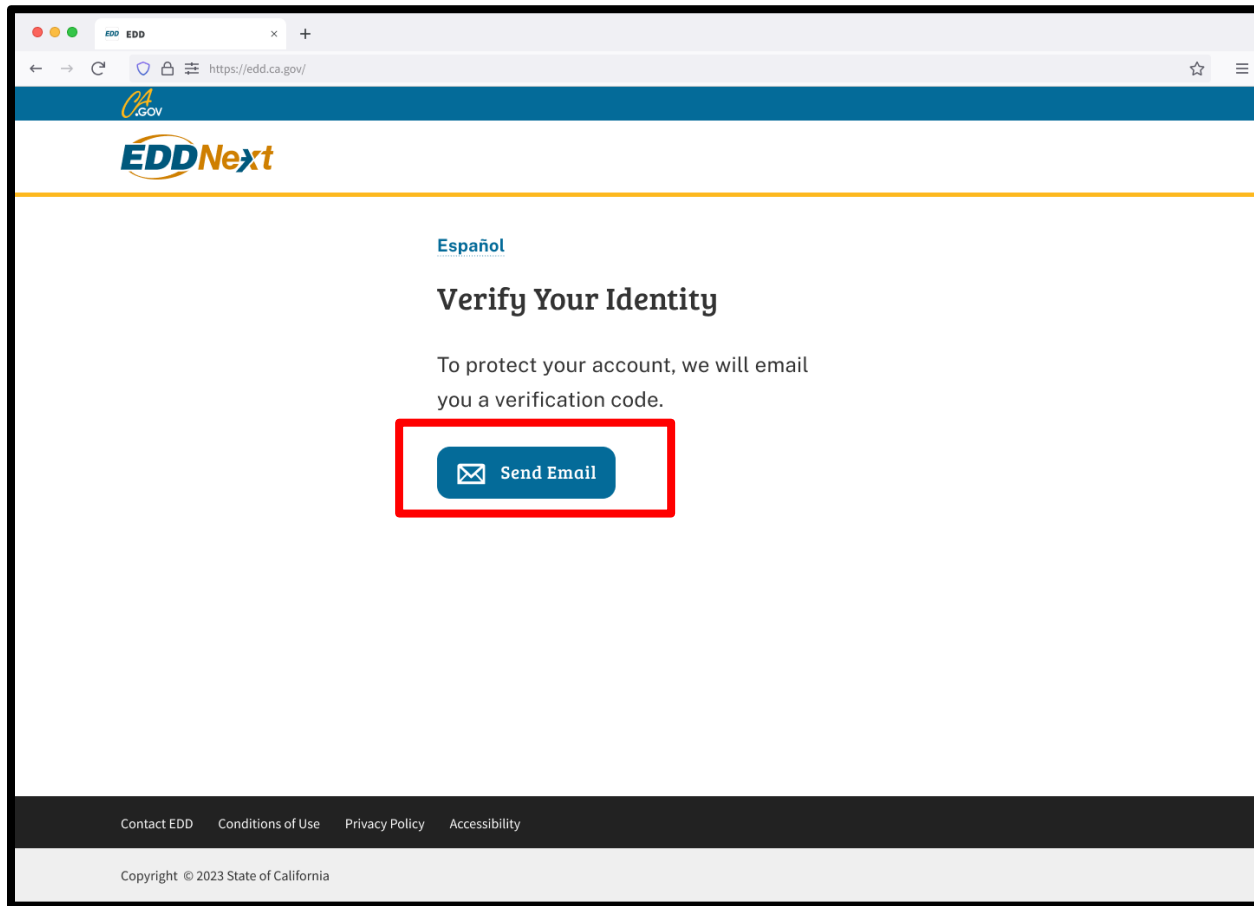 EDD EDD
https://edd.ca.gov/
CA.GOV
EDDNext
Español
Verify Your Identity
To protect your account, we will email
you a verification code.
Send Email
Contact EDD Conditions of Use Privacy Policy Accessibility
Copyright © 2023 State of California